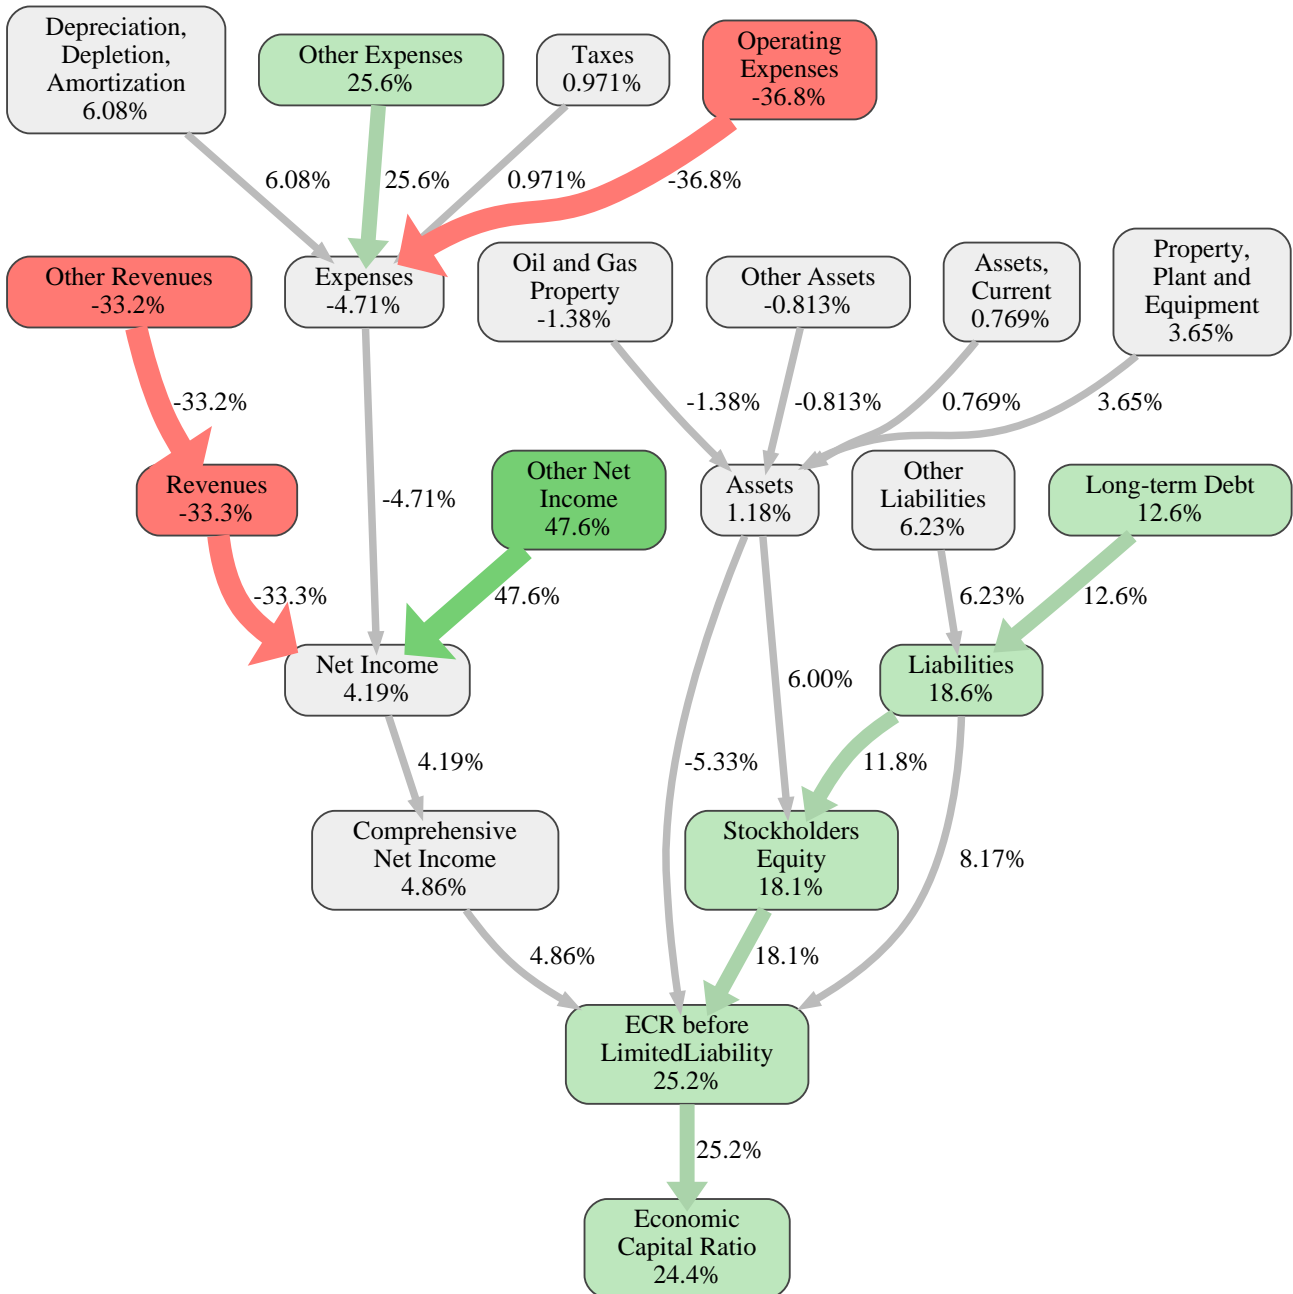 Depreciation,
Depletion,
Amortization
6.08%
Other Expenses
25.6%
Taxes
0.971%
Operating
Expenses
-36.8%
6.08%
25.6%
0.971%
-36.8%
Other Revenues
-33.2%
Expenses
-4.71%
Oil and Gas
Property
-1.38%
Other Assets
-0.813%
Assets,
Current
0.769%
Property,
Plant and
Equipment
3.65%
-33.2%
-1.38%
-0.813%
0.769%
3.65%
Revenues
-33.3%
-4.71%
Other Net
Income
47.6%
Assets
1.18%
Other
Liabilities
6.23%
Long-term Debt
12.6%
-33.3%
47.6%
6.23%
12.6%
Net Income
4.19%
6.00%
Liabilities
18.6%
4.19%
-5.33%
11.8%
Comprehensive
Net Income
4.86%
Stockholders
Equity
18.1%
8.17%
4.86%
18.1%
ECR before
LimitedLiability
25.2%
25.2%
Economic
Capital Ratio
24.4%